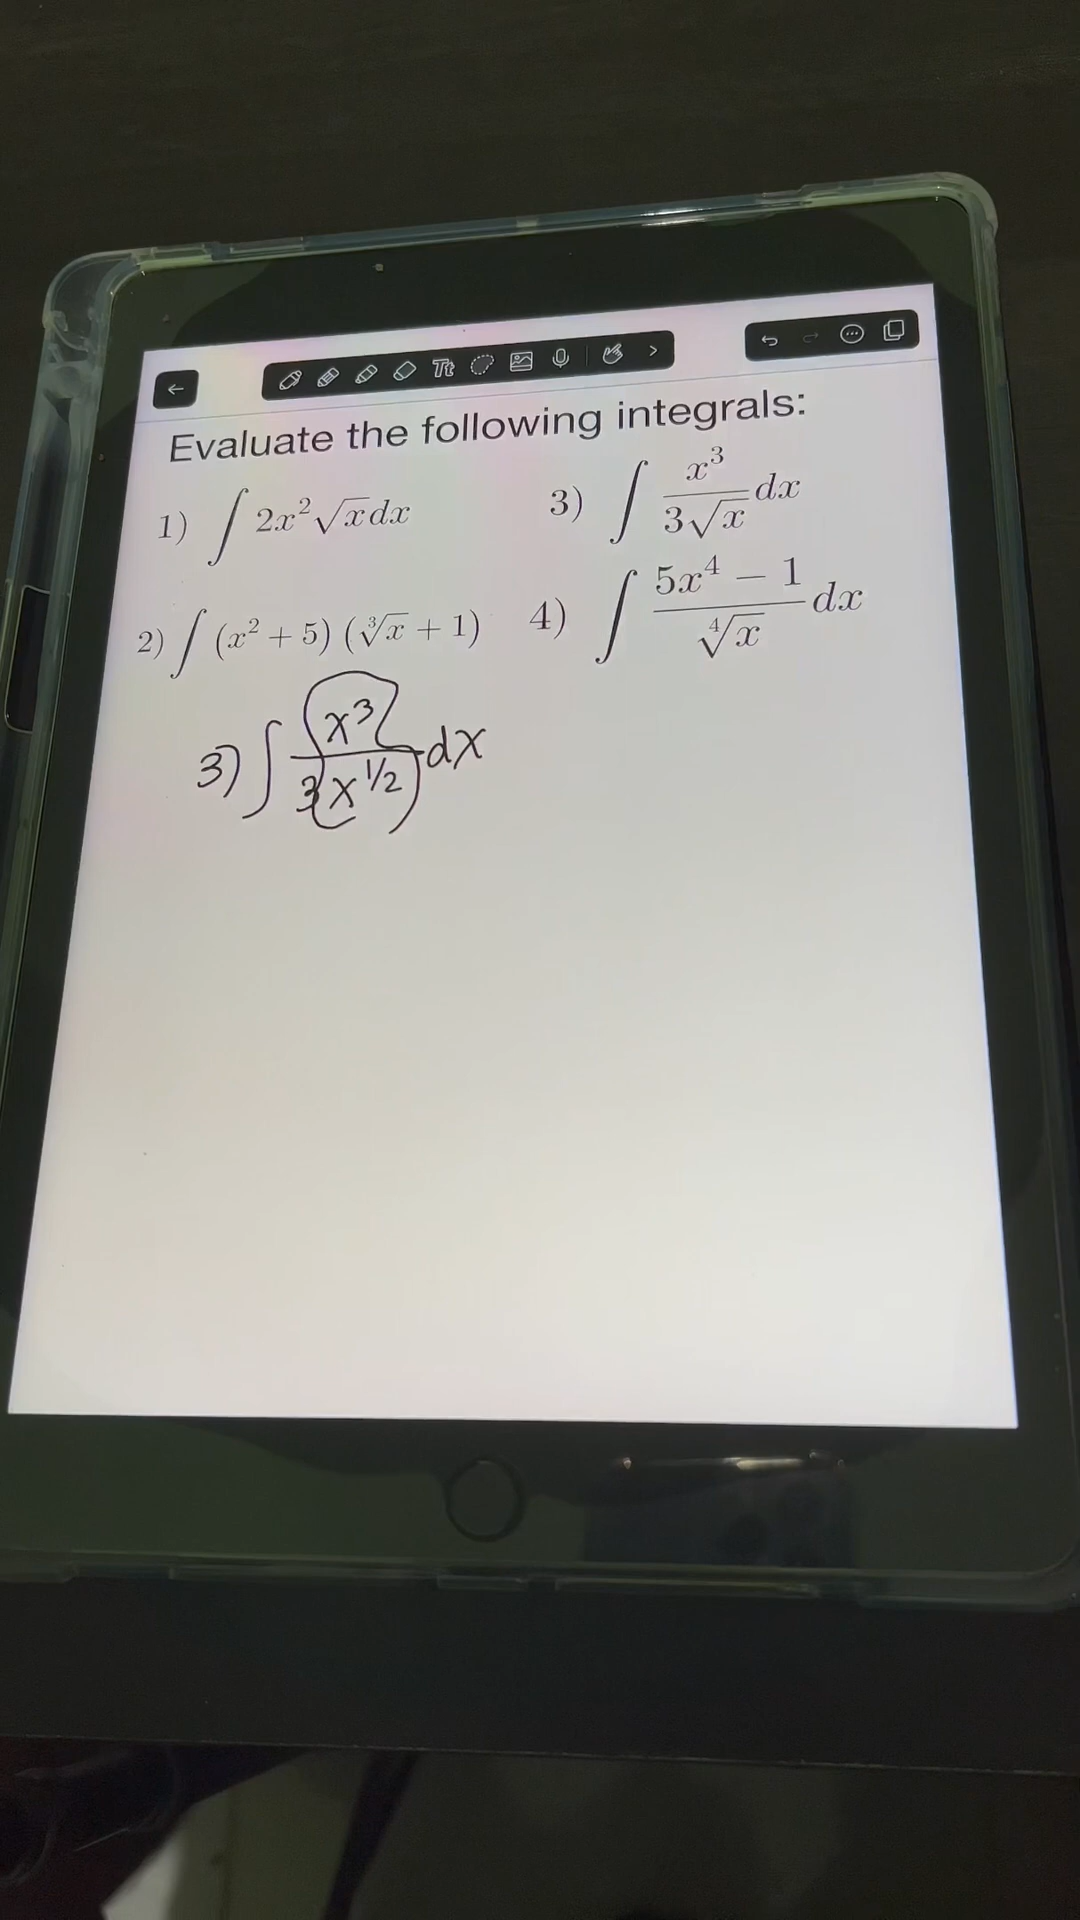 Tt
Evaluate the following integrals:
1) ∫ 2x²√x dx
2) ∫ (x² + 5) (∛x + 1)
3) ∫ x³/(3√x) dx
4) ∫ (5x⁴ − 1)/∜x dx
3) ∫ x³/(3x^(1/2)) dx